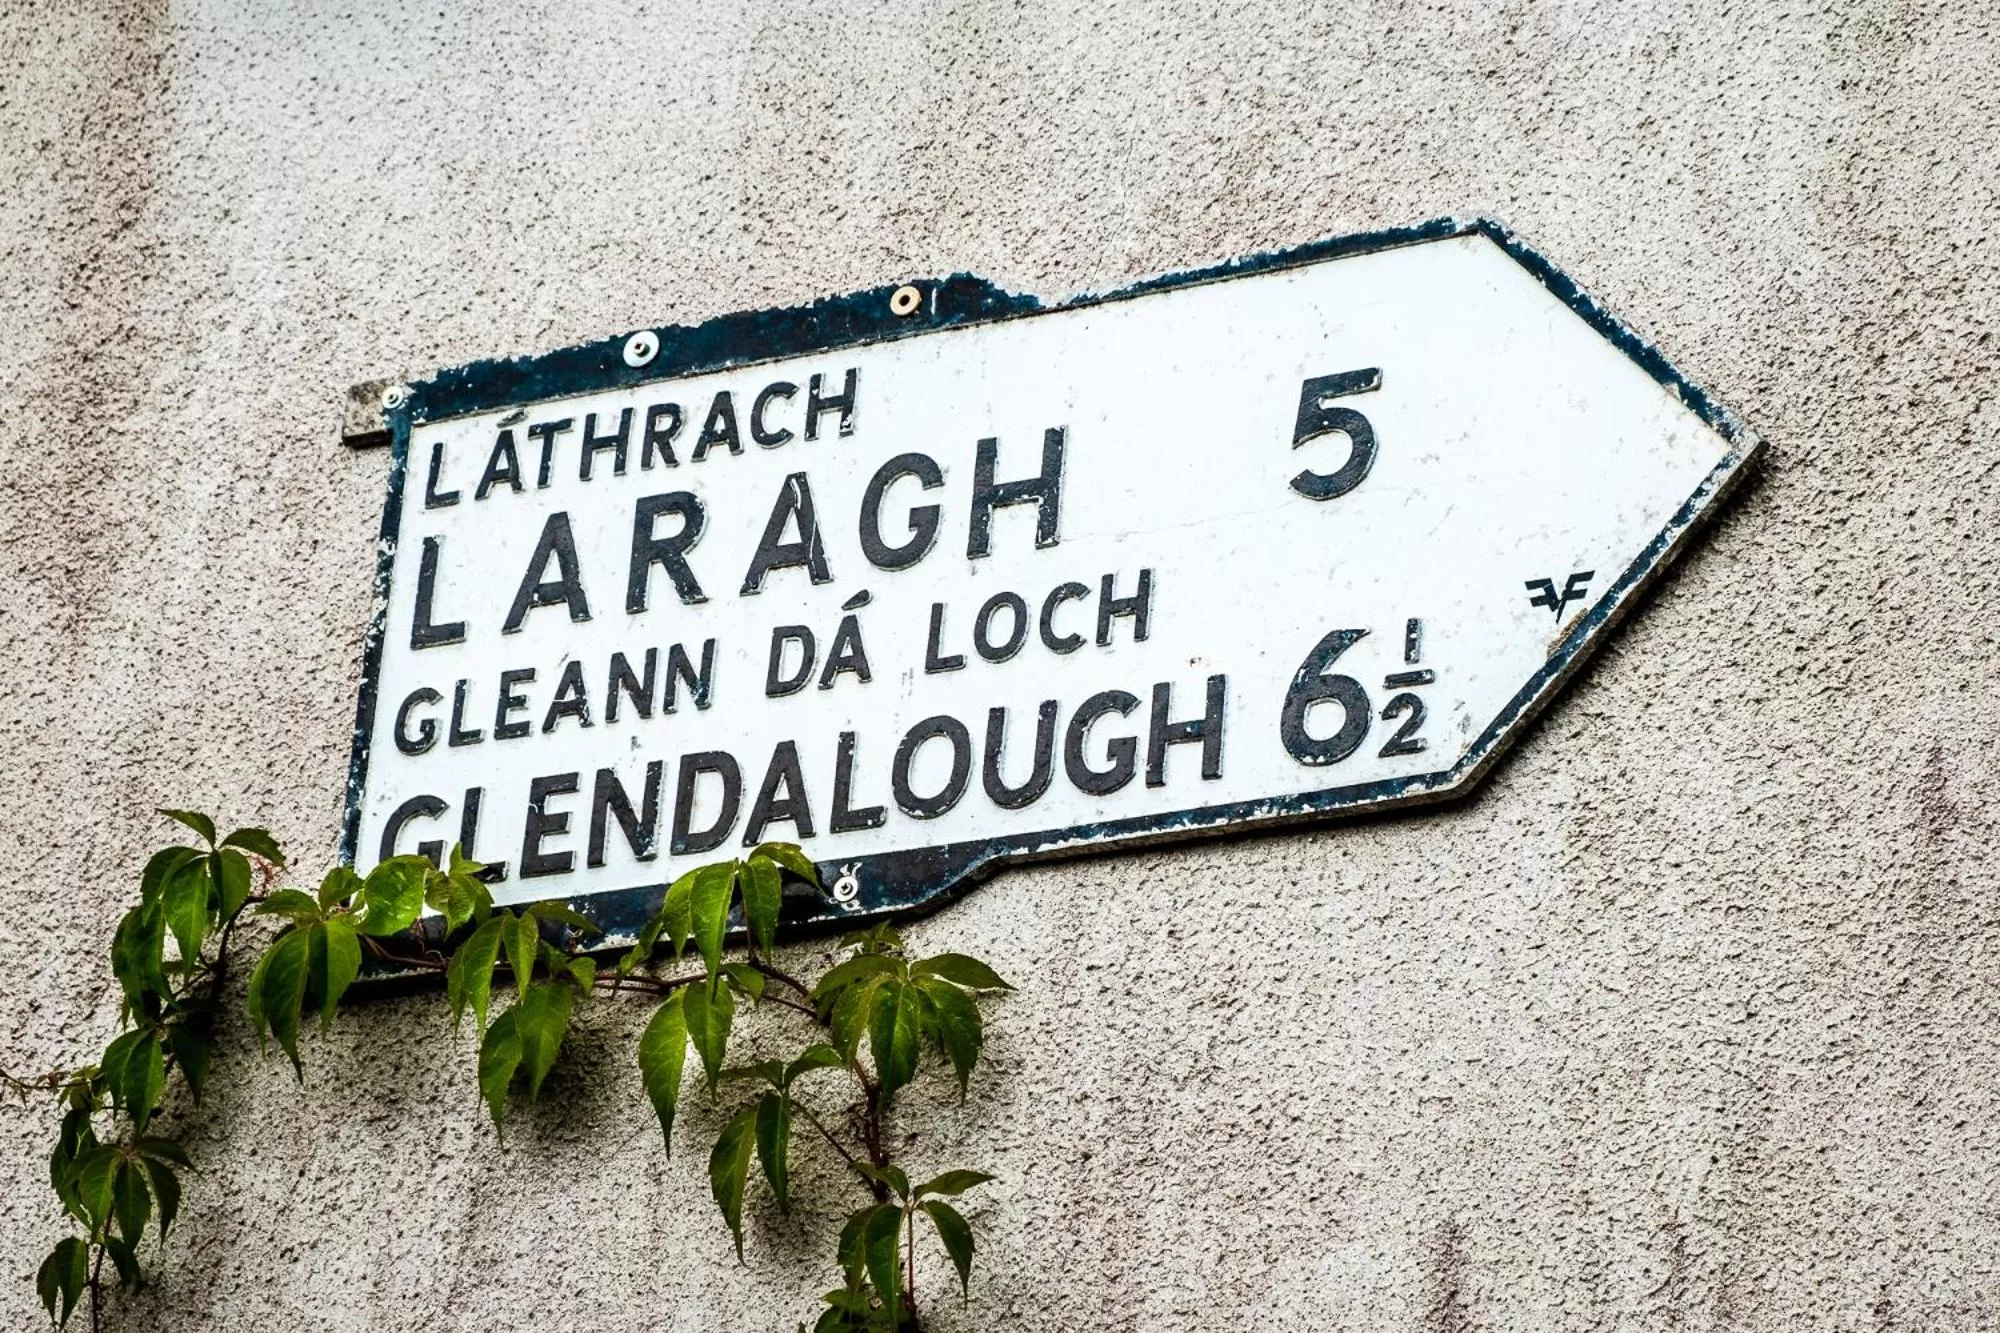 LÁTHRACH
LARAGH 5
GLEANN DÁ LOCH
GLENDALOUGH 6½